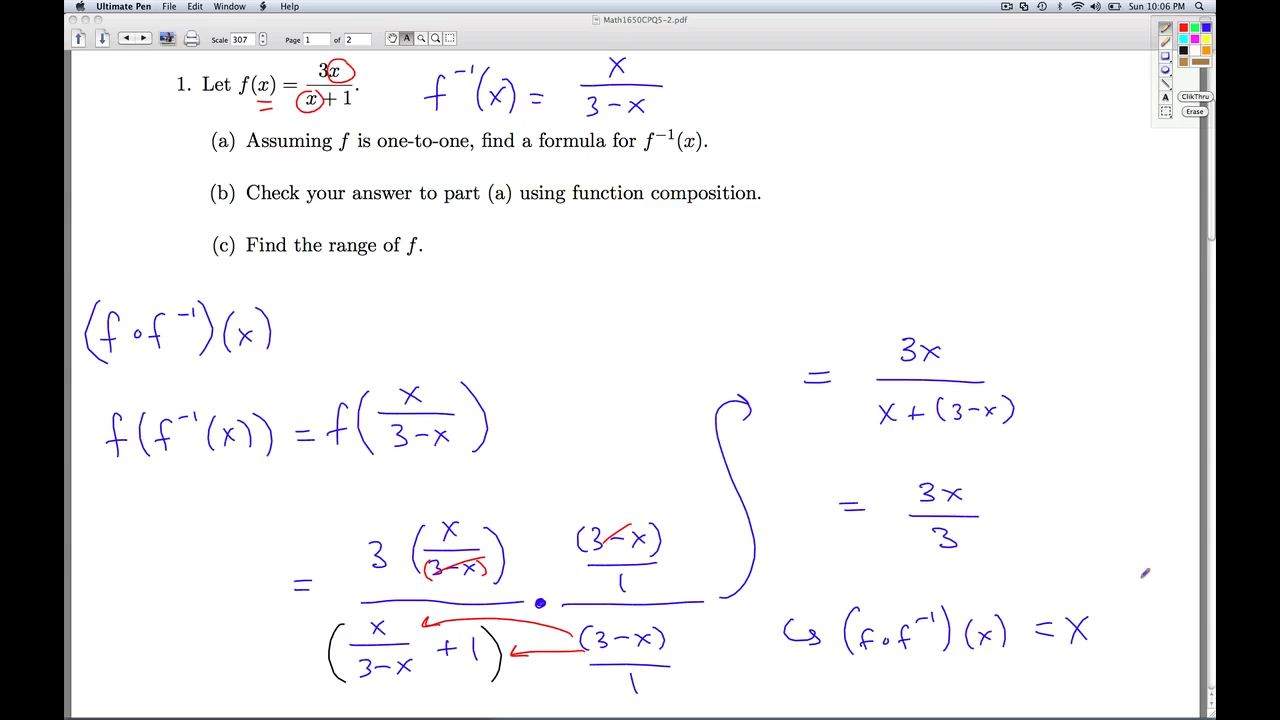 Ultimate Pen File Edit Window Help Sun 10:06 PM
Math1650CPQS-2.pdf
Scale 307 Page 1 of 2
ClikThru
Erase
1. Let f(x) = 3x / (x + 1).
f⁻¹(x) = x / (3 − x)
(a) Assuming f is one-to-one, find a formula for f⁻¹(x).
(b) Check your answer to part (a) using function composition.
(c) Find the range of f.
(f ∘ f⁻¹)(x)
f(f⁻¹(x)) = f(x / (3 − x))
= 3 (x / (3 − x)) / (x / (3 − x) + 1) • ((3 − x) / 1) / ((3 − x) / 1)
= 3x / (x + (3 − x))
= 3x / 3
↪ (f ∘ f⁻¹)(x) = x